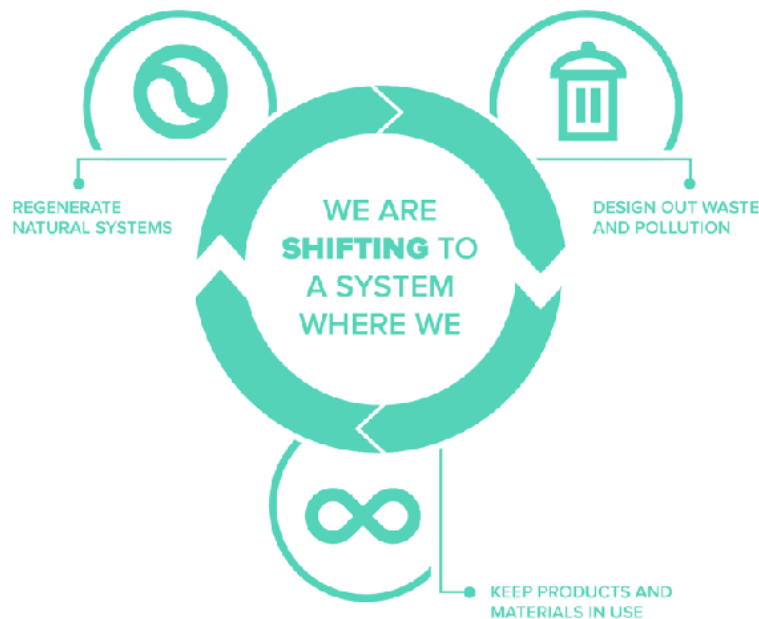 WE ARE
SHIFTING TO
A SYSTEM
WHERE WE
REGENERATE
NATURAL SYSTEMS
DESIGN OUT WASTE
AND POLLUTION
KEEP PRODUCTS AND
MATERIALS IN USE